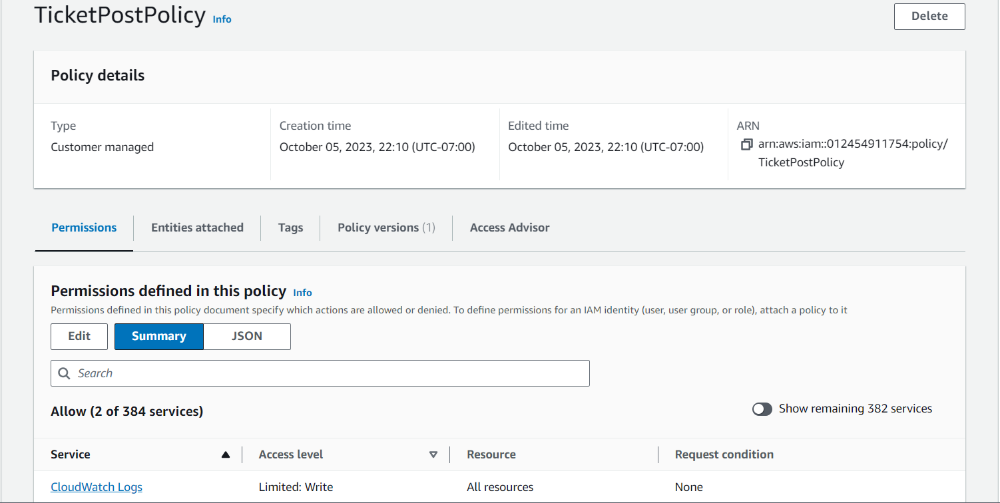 TicketPostPolicy Info
Delete
Policy details
Type
Customer managed
Creation time
October 05, 2023, 22:10 (UTC-07:00)
Edited time
October 05, 2023, 22:10 (UTC-07:00)
ARN
arn:aws:iam::012454911754:policy/
TicketPostPolicy
Permissions
Entities attached
Tags
Policy versions (1)
Access Advisor
Permissions defined in this policy Info
Permissions defined in this policy document specify which actions are allowed or denied. To define permissions for an IAM identity (user, user group, or role), attach a policy to it
Edit
Summary
JSON
Search
Allow (2 of 384 services)
Show remaining 382 services
Service
Access level
Resource
Request condition
CloudWatch Logs
Limited: Write
All resources
None